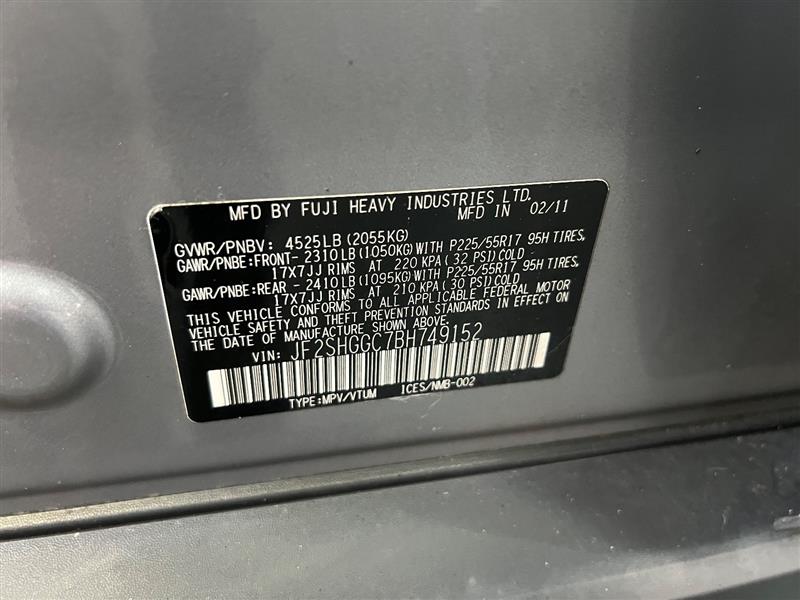 MFD BY FUJI HEAVY INDUSTRIES LTD.
MFD IN 02/11
GVWR/PNBV: 4525LB (2055KG)
GAWR/PNBE:FRONT- 2310LB (1050KG) WITH P225/55R17 95H TIRES,
17X7JJ RIMS AT 220 KPA ( 32 PSI) COLD
GAWR/PNBE:REAR - 2410LB (1095KG) WITH P225/55R17 95H TIRES,
17X7JJ RIMS AT 210 KPA ( 30 PSI) COLD
THIS VEHICLE CONFORMS TO ALL APPLICABLE FEDERAL MOTOR
VEHICLE SAFETY AND THEFT PREVENTION STANDARDS IN EFFECT ON
THE DATE OF MANUFACTURE SHOWN ABOVE.
VIN: JF2SHGGC7BH749152
TYPE:MPV/VTUM ICES/NMB-002